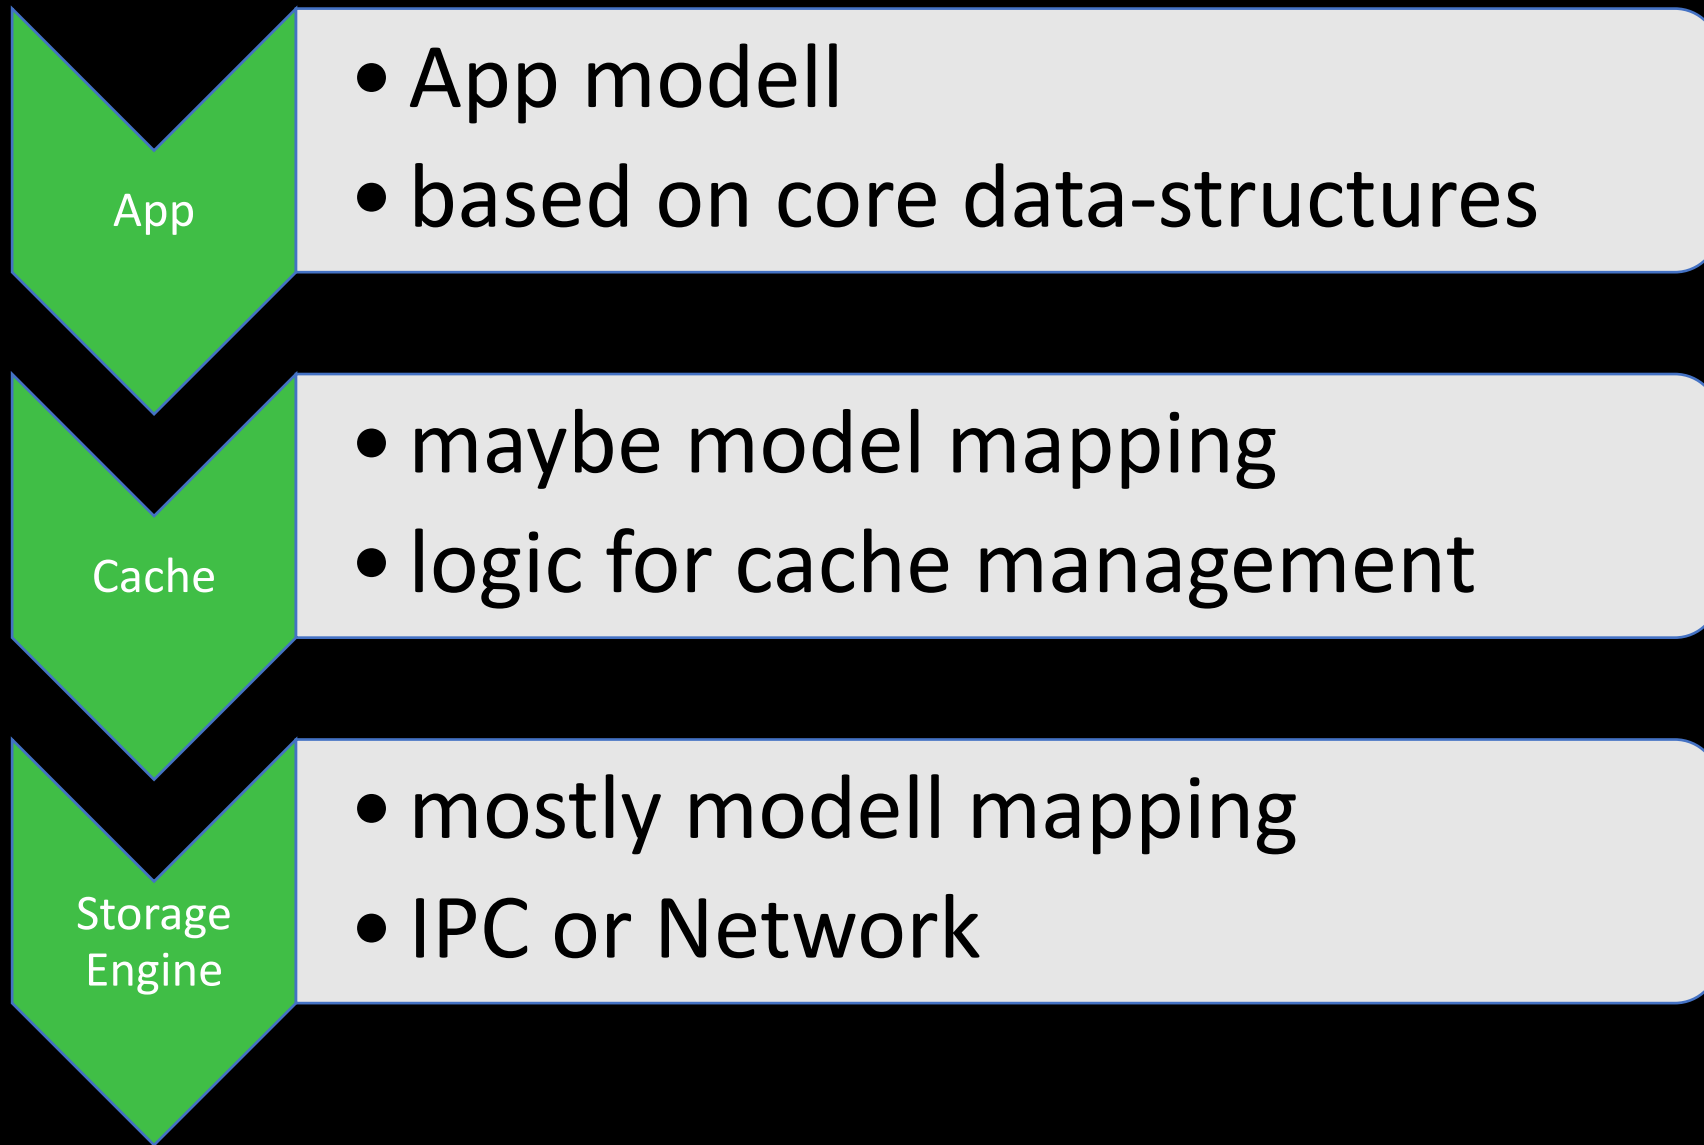 App
• App modell
• based on core data-structures
Cache
• maybe model mapping
• logic for cache management
Storage
Engine
• mostly modell mapping
• IPC or Network